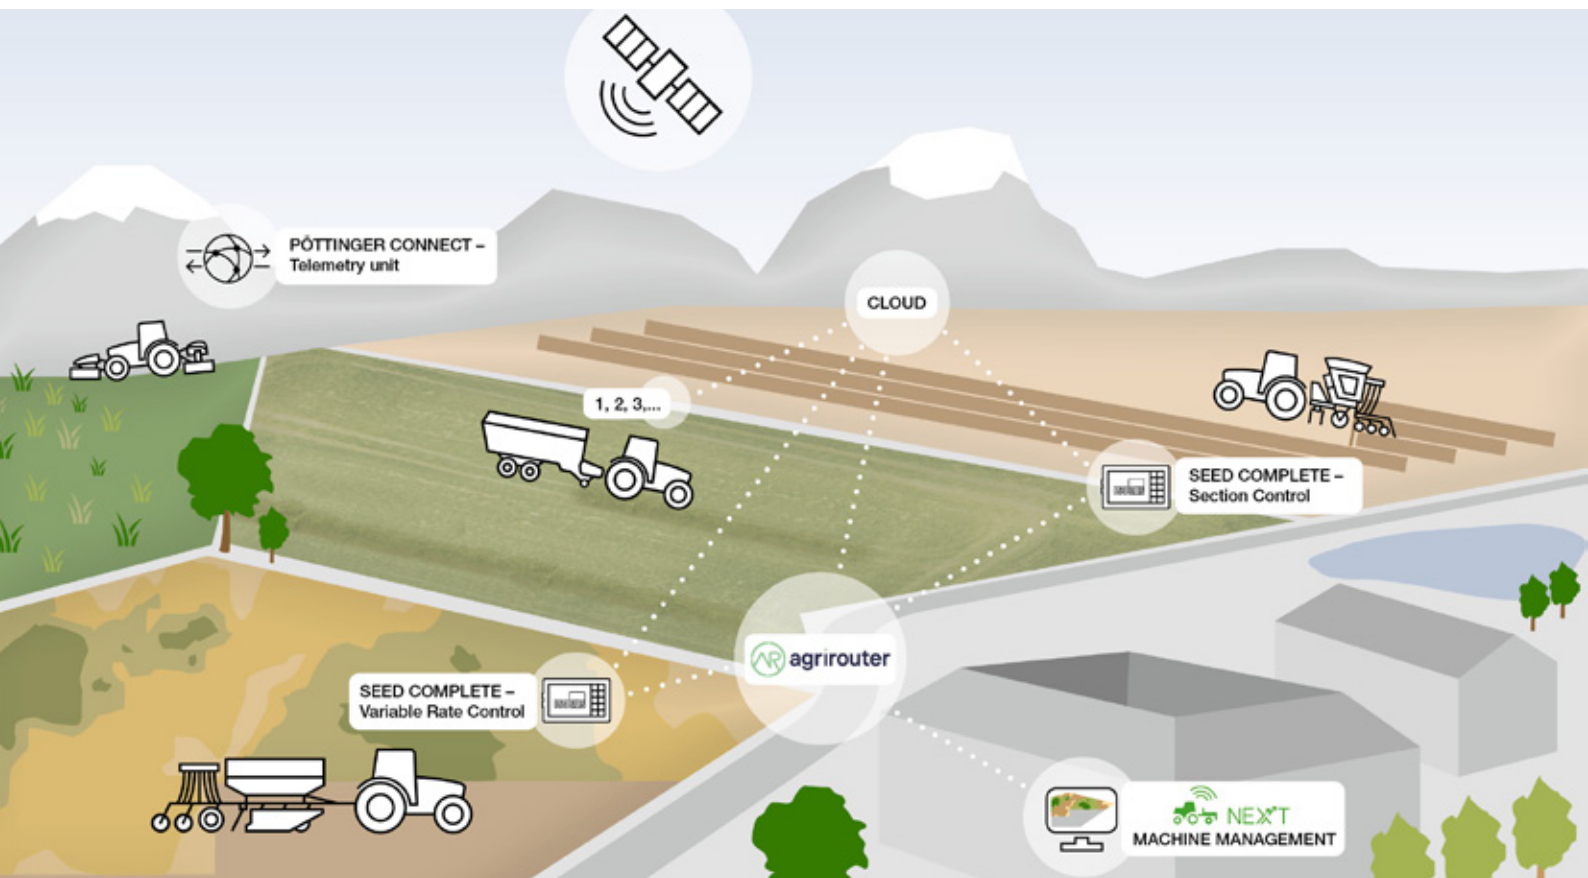 PÖTTINGER CONNECT –
Telemetry unit
CLOUD
1, 2, 3,...
SEED COMPLETE –
Section Control
agrirouter
SEED COMPLETE –
Variable Rate Control
NEXT
MACHINE MANAGEMENT